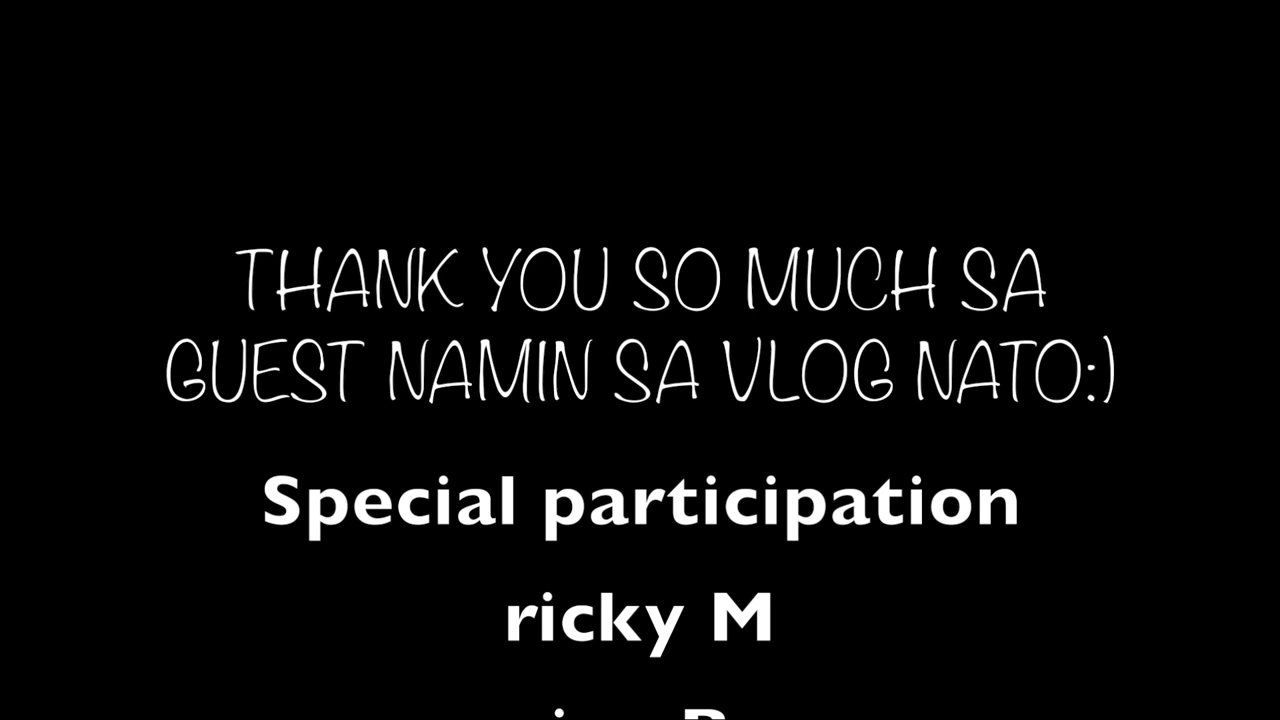 THANK YOU SO MUCH SA
GUEST NAMIN SA VLOG NATO:)
Special participation
ricky M